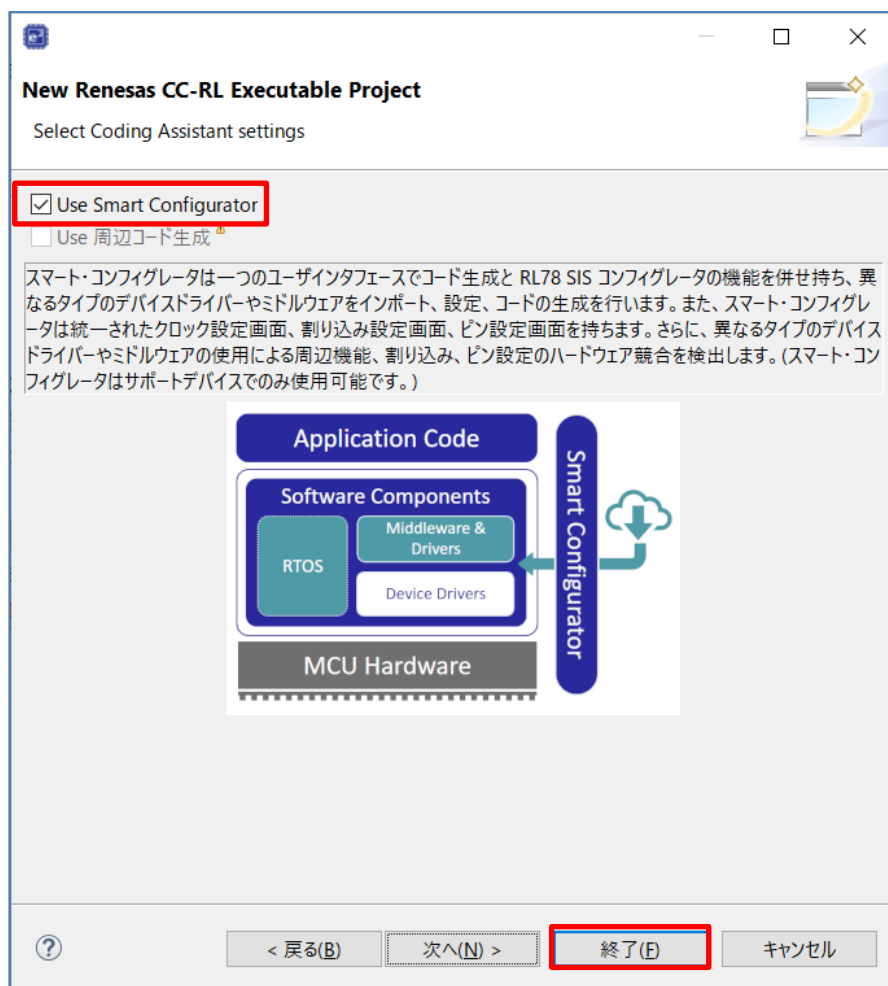 New Renesas CC-RL Executable Project
Select Coding Assistant settings
Use Smart Configurator
Use 周辺コード生成
スマート・コンフィグレータは一つのユーザインタフェースでコード生成と RL78 SIS コンフィグレータの機能を併せ持ち、異
なるタイプのデバイスドライバーやミドルウェアをインポート、設定、コードの生成を行います。また、スマート・コンフィグレ
ータは統一されたクロック設定画面、割り込み設定画面、ピン設定画面を持ちます。さらに、異なるタイプのデバイス
ドライバーやミドルウェアの使用による周辺機能、割り込み、ピン設定のハードウェア競合を検出します。(スマート・コン
フィグレータはサポートデバイスでのみ使用可能です。)
Application Code
Software Components
RTOS
Middleware &
Drivers
Device Drivers
MCU Hardware
Smart Configurator
< 戻る(B)
次へ(N) >
終了(F)
キャンセル